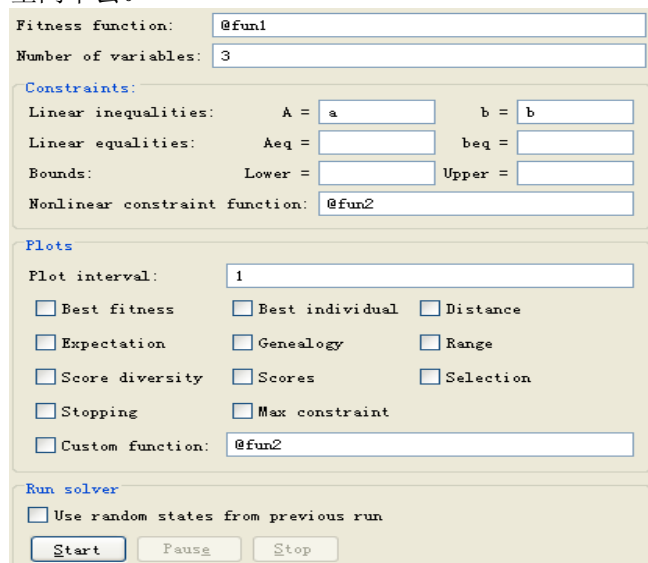 Fitness function: @fun1
Number of variables: 3
Constraints:
Linear inequalities: A = a b = b
Linear equalities: Aeq = beq =
Bounds: Lower = Upper =
Nonlinear constraint function: @fun2
Plots
Plot interval: 1
Best fitness Best individual Distance
Expectation Genealogy Range
Score diversity Scores Selection
Stopping Max constraint
Custom function: @fun2
Run solver
Use random states from previous run
Start Pause Stop